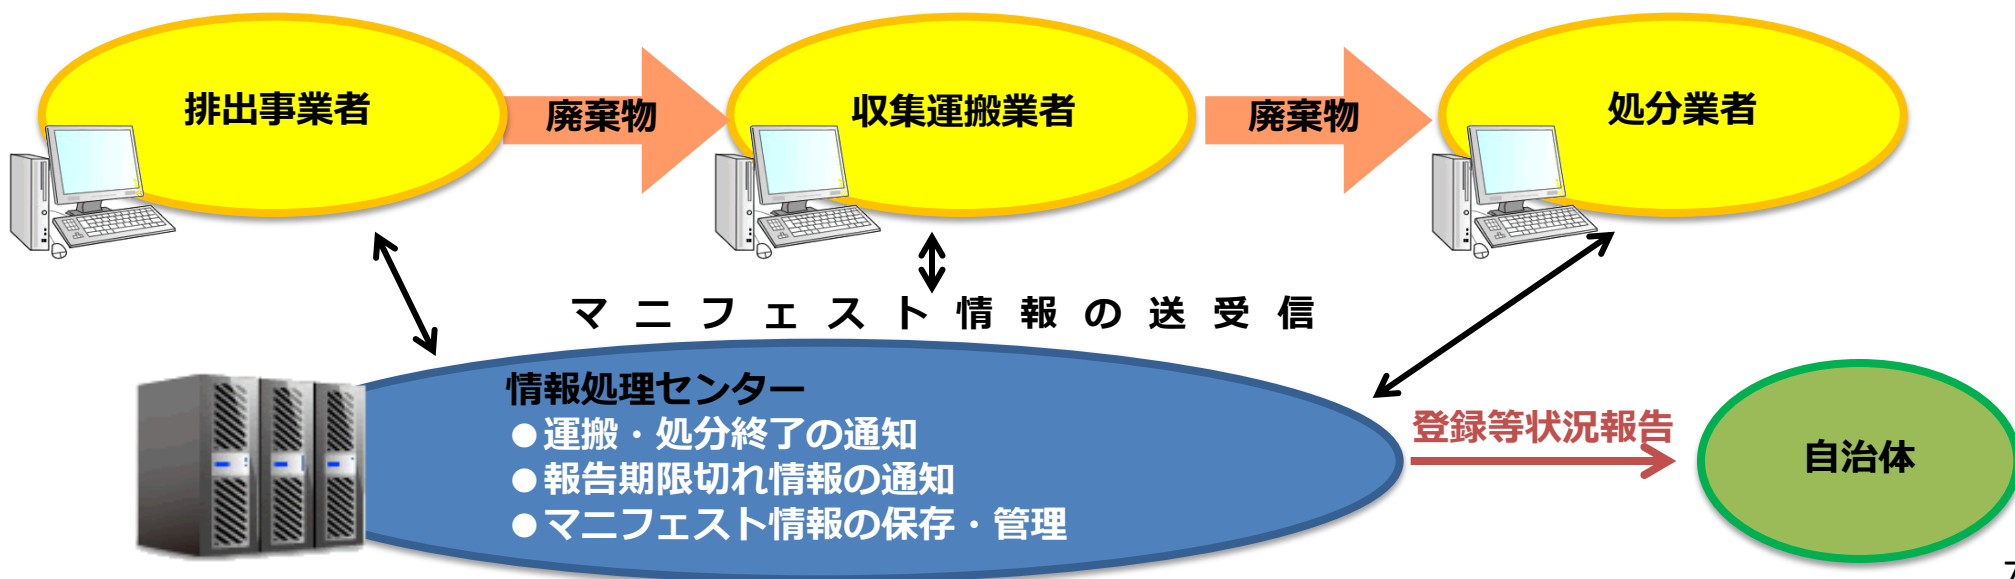 排出事業者
廃棄物
収集運搬業者
廃棄物
処分業者
マニフェスト情報の送受信
情報処理センター
●運搬・処分終了の通知
●報告期限切れ情報の通知
●マニフェスト情報の保存・管理
登録等状況報告
自治体